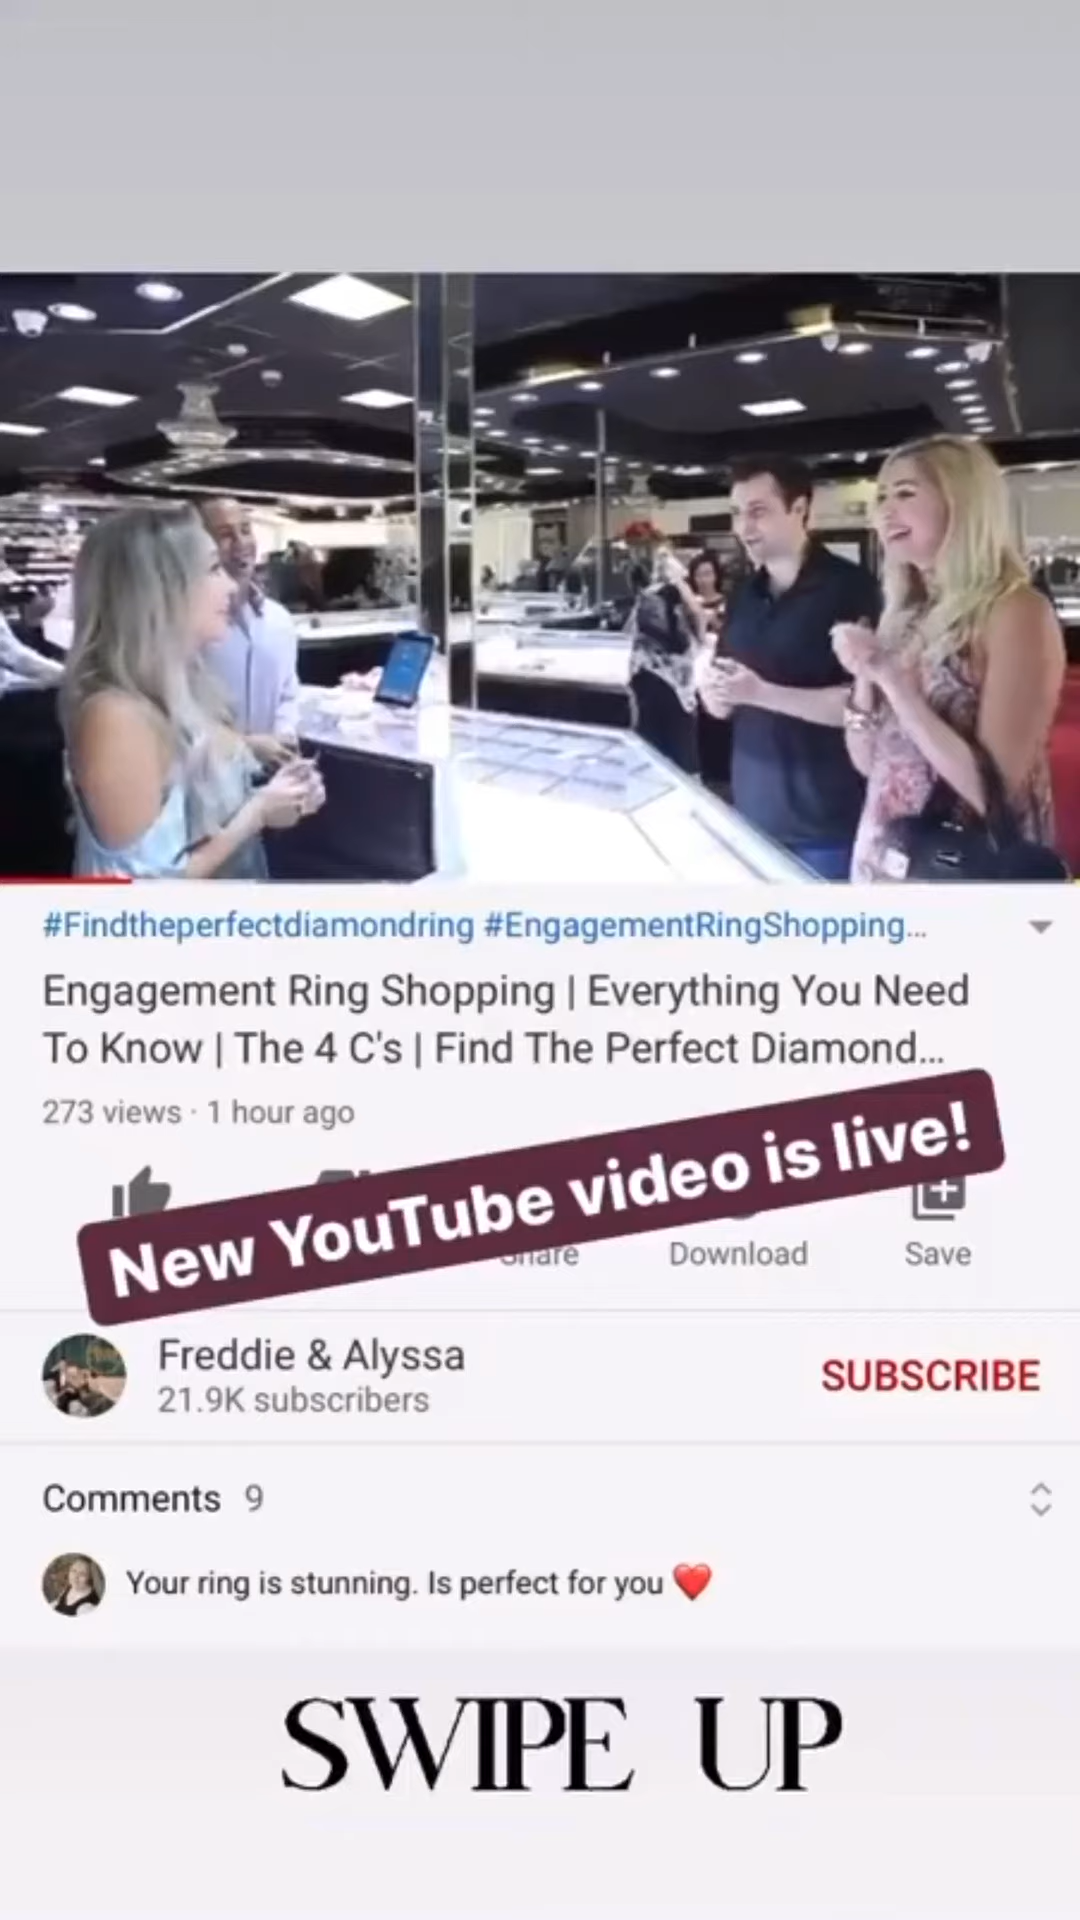 #Findtheperfectdiamondring #EngagementRingShopping...
Engagement Ring Shopping | Everything You Need
To Know | The 4 C's | Find The Perfect Diamond...
273 views · 1 hour ago
New YouTube video is live!
Share
Download
Save
Freddie & Alyssa
21.9K subscribers
SUBSCRIBE
Comments 9
Your ring is stunning. Is perfect for you ❤️
SWIPE UP